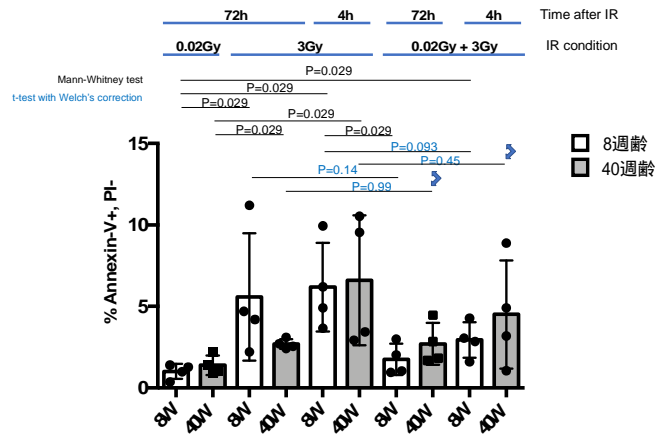 72h 4h 72h 4h Time after IR
0.02Gy 3Gy 0.02Gy + 3Gy IR condition
Mann-Whitney test P=0.029
t-test with Welch's correction P=0.029
P=0.029
P=0.029
P=0.029 P=0.029
P=0.093
P=0.45
P=0.14
P=0.99
8週齢
40週齢
% Annexin-V+, PI-
15
10
5
0
8W 40W 8W 40W 8W 40W 8W 40W 8W 40W